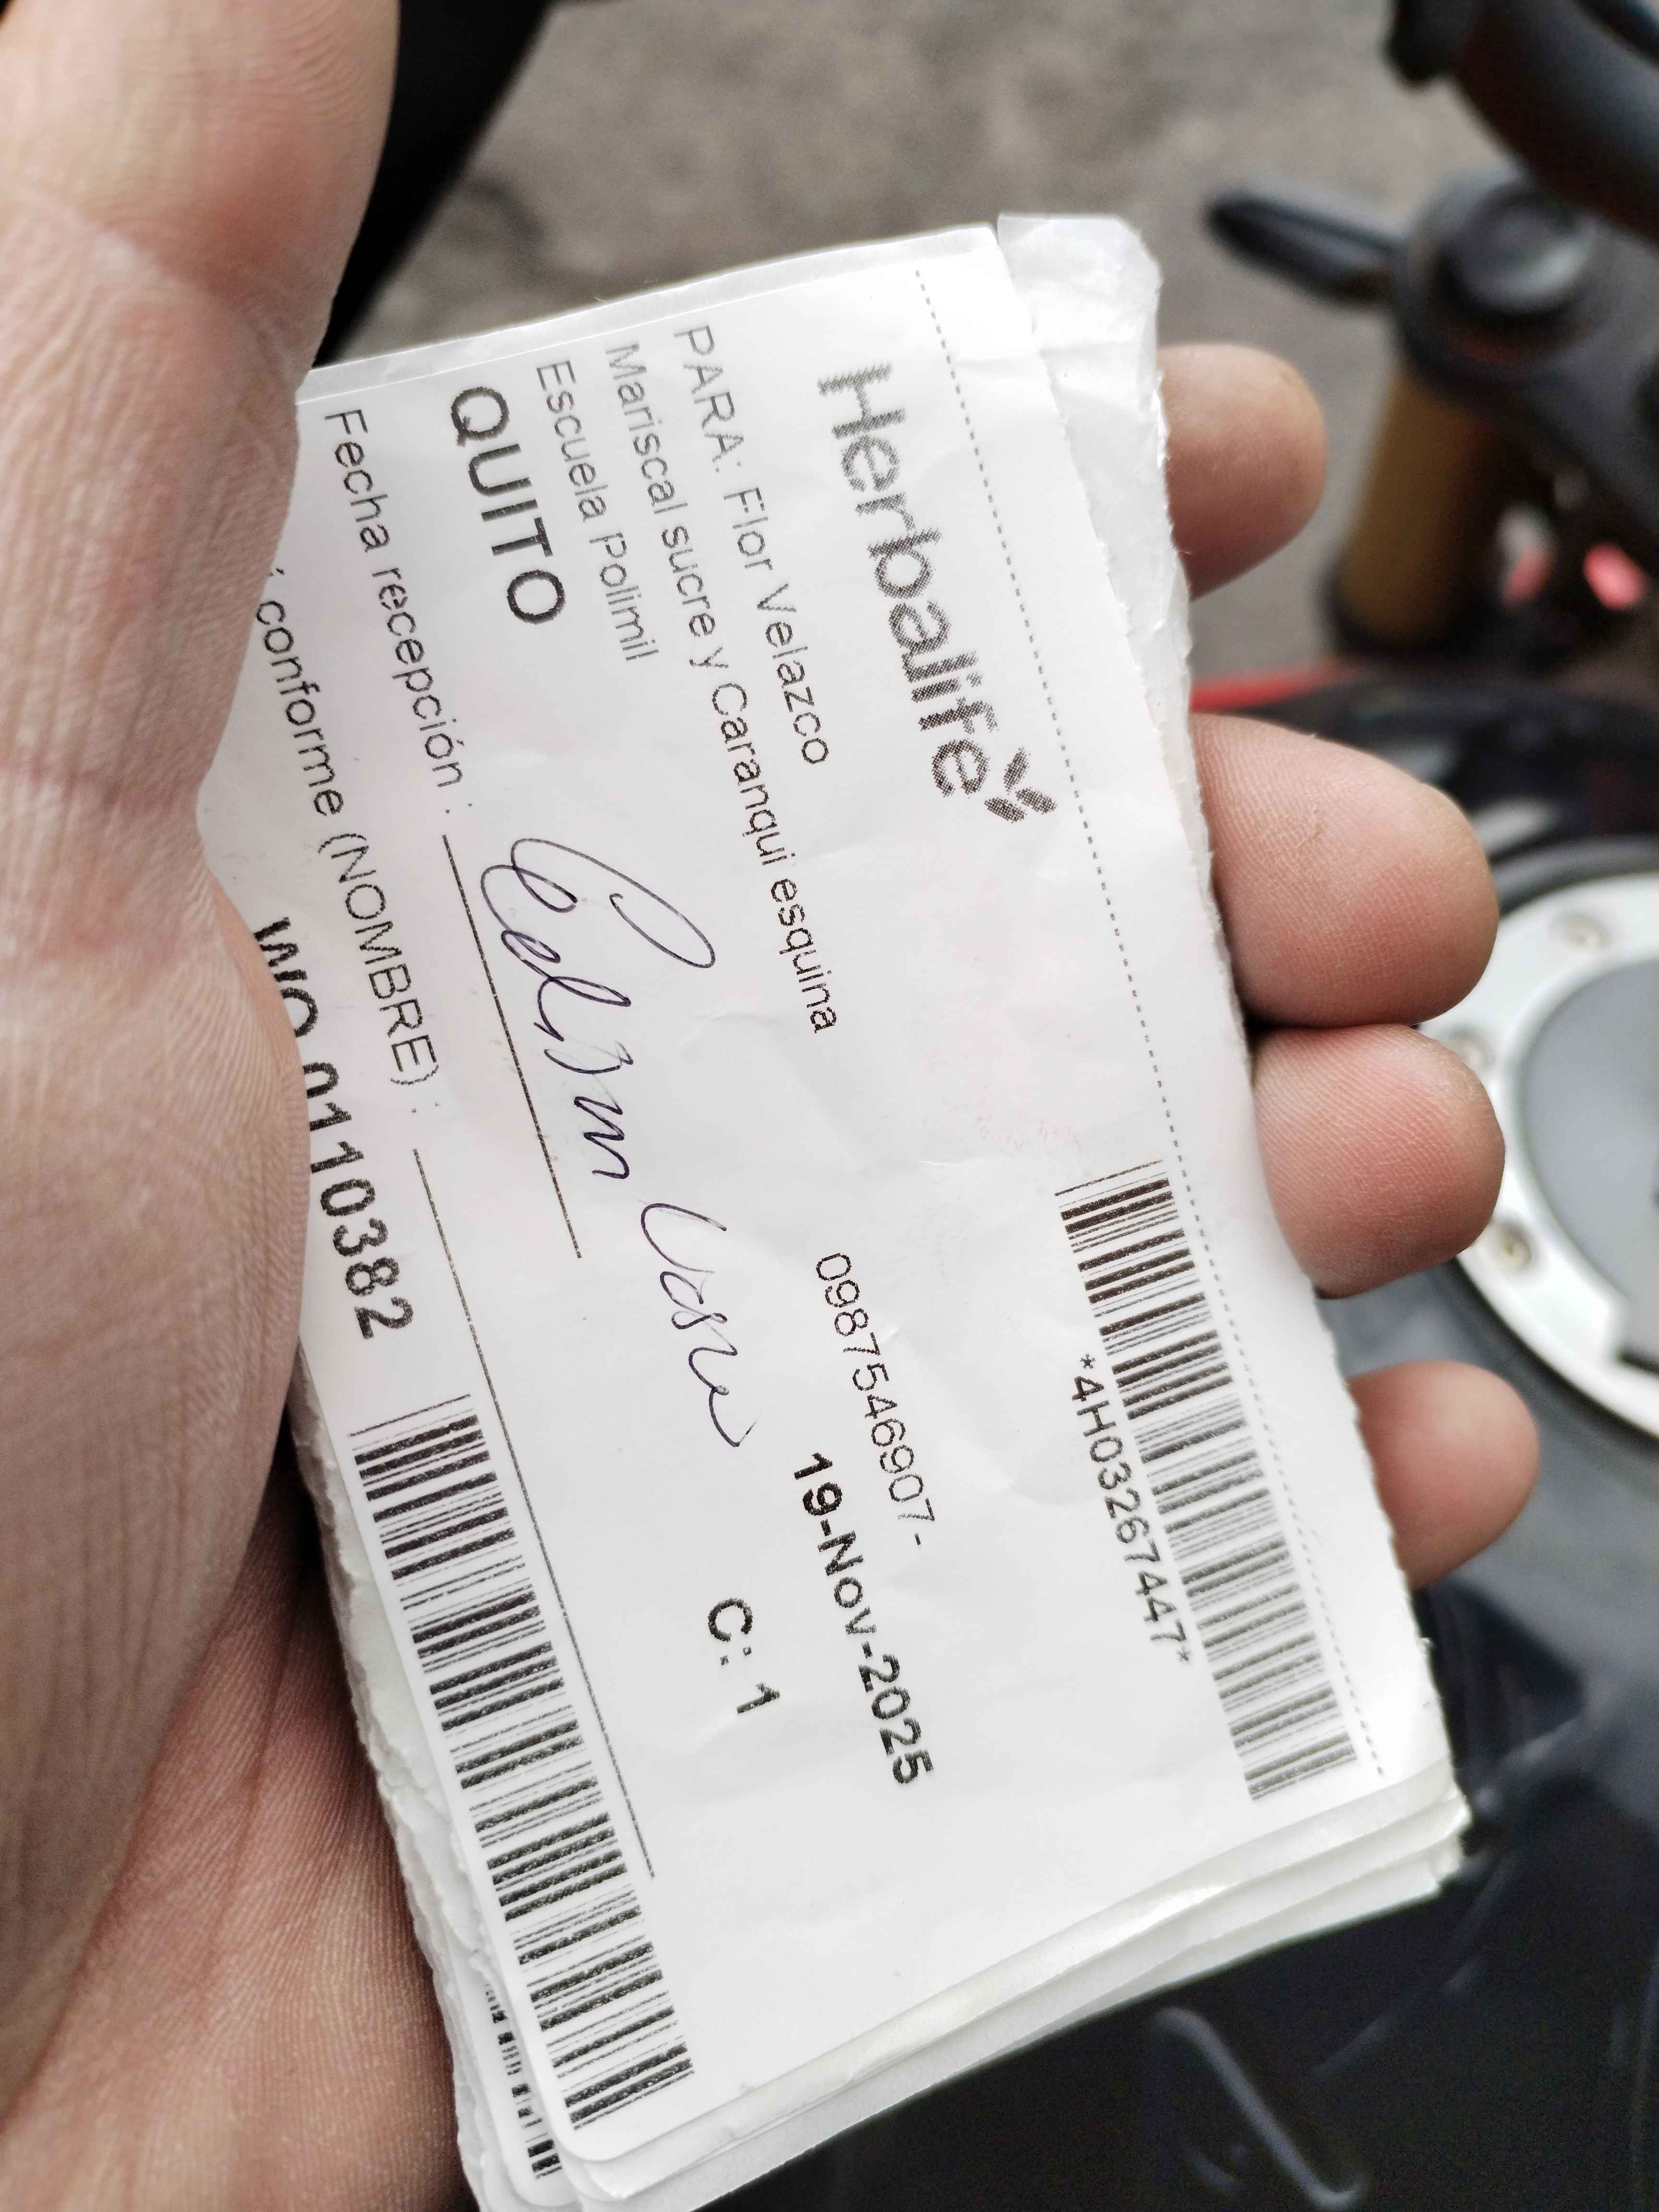 Herbalife
*4H03267447*
PARA: Flor Velazco
0987546907-
Mariscal sucre y Caranqui esquina
19-Nov-2025
Escuela Polimil
C: 1
QUITO
Fecha recepción :
conforme (NOMBRE) :
WC 0110382